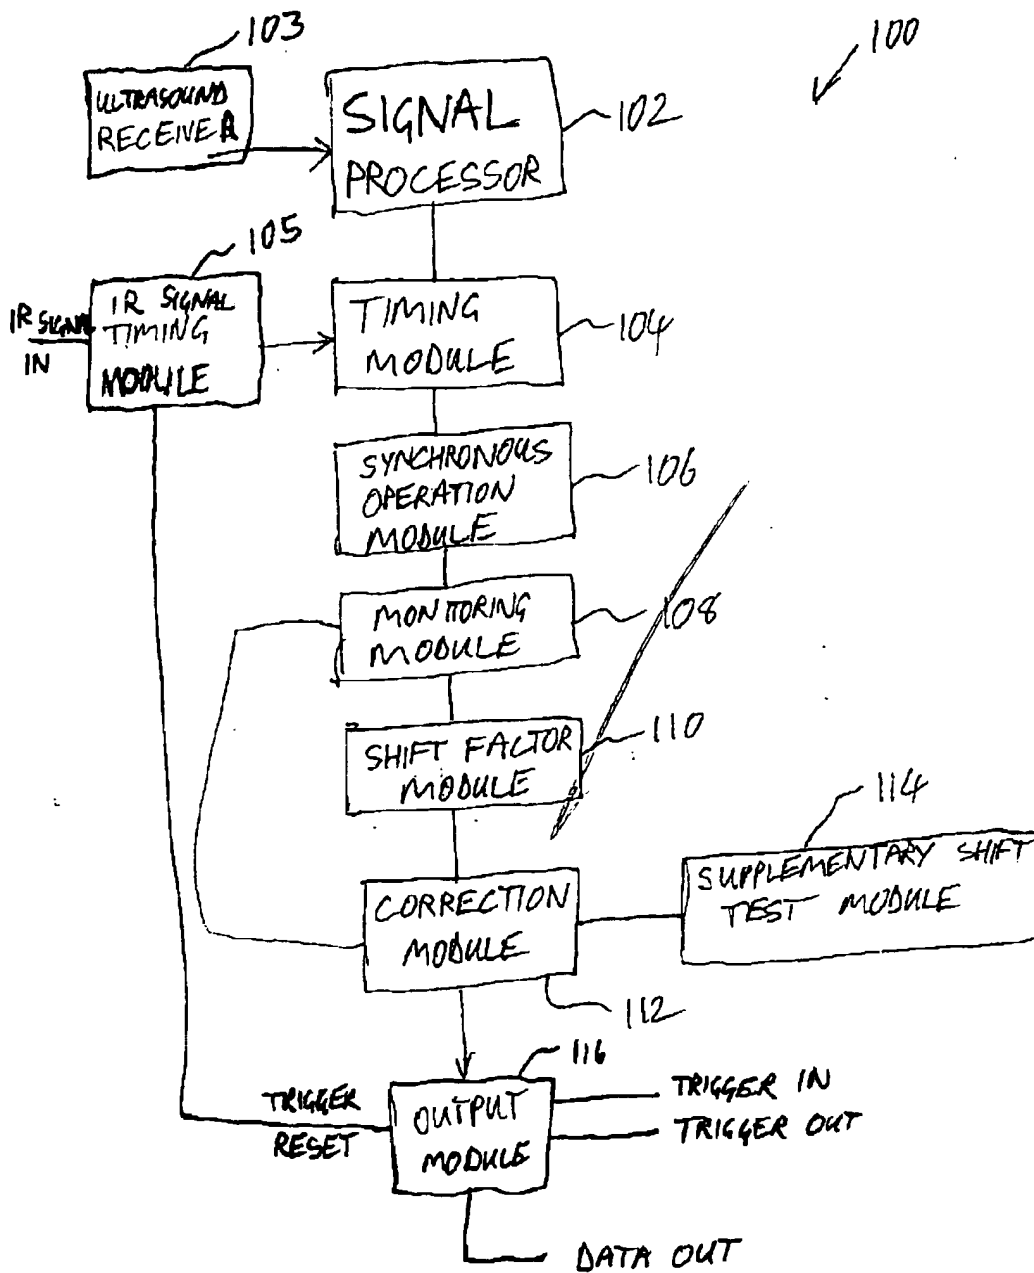 103
100
ULTRASOUND
RECEIVER
SIGNAL
PROCESSOR
102
105
IR SIGNAL
IN
IR SIGNAL
TIMING
MODULE
TIMING
MODULE
104
SYNCHRONOUS
OPERATION
MODULE
106
MONITORING
MODULE
108
SHIFT FACTOR
MODULE
110
114
SUPPLEMENTARY SHIFT
TEST MODULE
CORRECTION
MODULE
112
116
TRIGGER
RESET
OUTPUT
MODULE
TRIGGER IN
TRIGGER OUT
DATA OUT